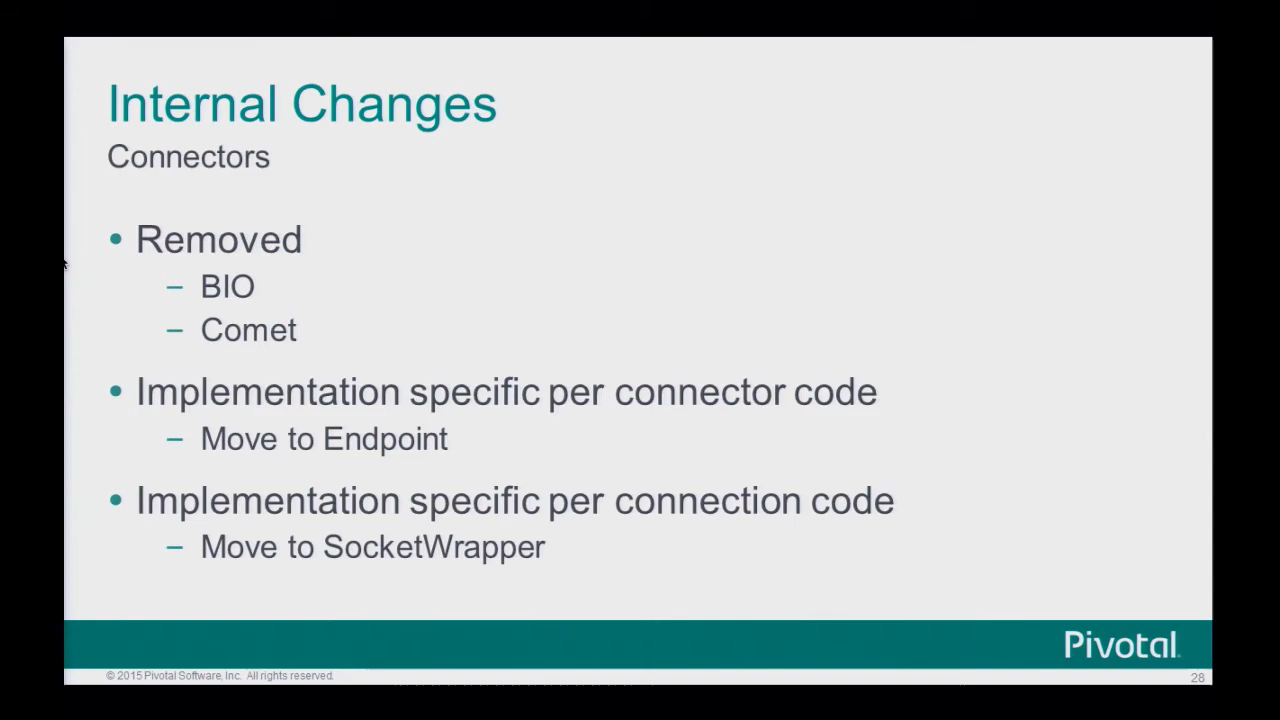 Internal Changes
Connectors
• Removed
– BIO
– Comet
• Implementation specific per connector code
– Move to Endpoint
• Implementation specific per connection code
– Move to SocketWrapper
Pivotal
© 2015 Pivotal Software, Inc. All rights reserved.
28